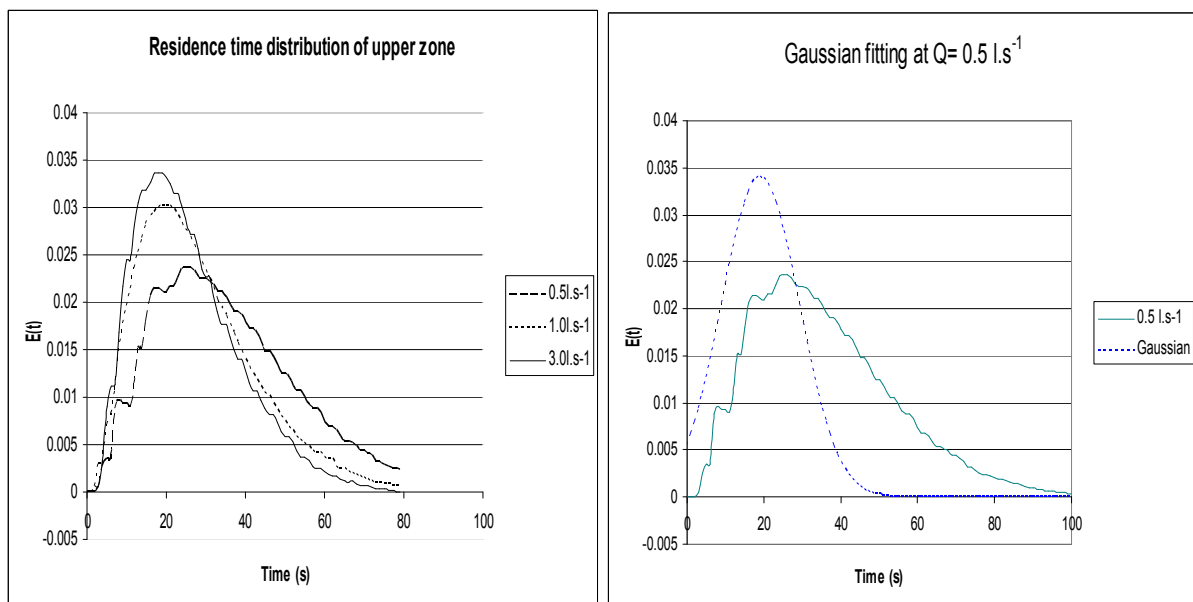 Residence time distribution of upper zone
0.04
0.035
0.03
0.025
0.02
0.015
0.01
0.005
0
-0.005
E(t)
0 20 40 60 80 100
Time (s)
0.5l.s-1
1.0l.s-1
3.0l.s-1
Gaussian fitting at Q= 0.5 l.s-1
0.04
0.035
0.03
0.025
0.02
0.015
0.01
0.005
0
-0.005
E(t)
0 20 40 60 80 100
Time (s)
0.5 l.s-1
Gaussian